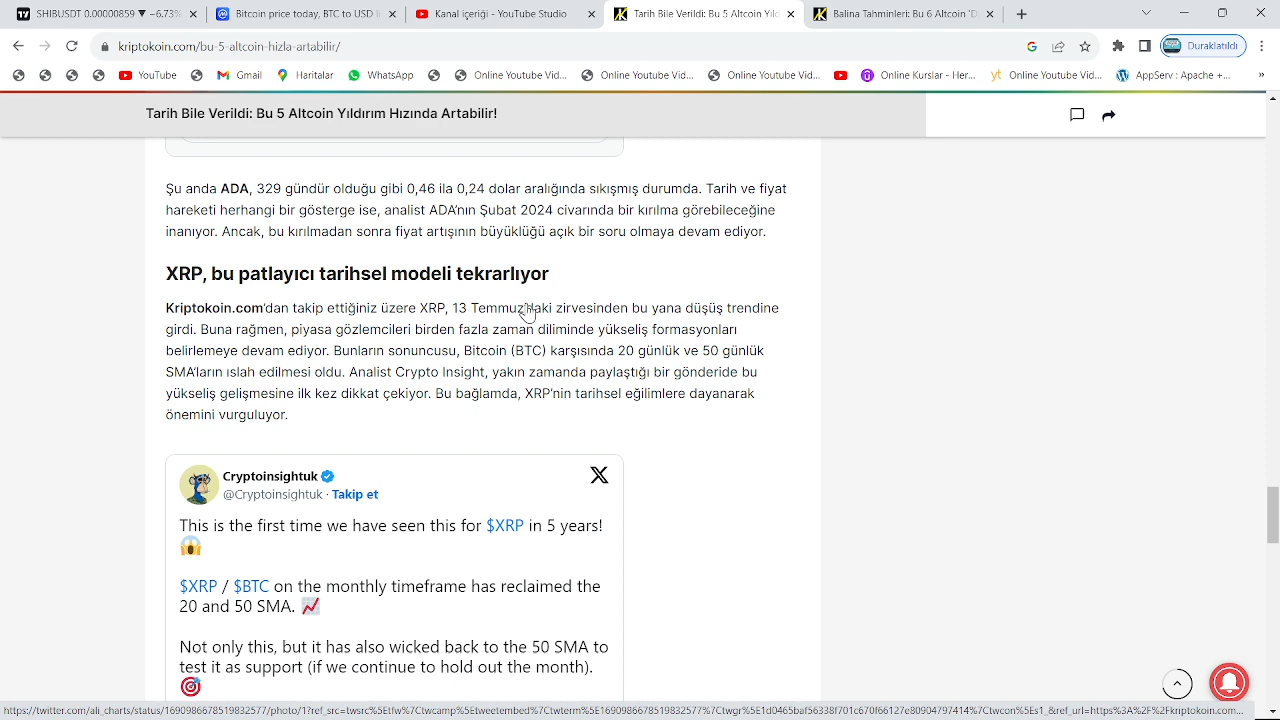 SHIBUSDT 0.00000859 ▼ −6.73%
Bitcoin price today, BTC to USD li
Kanal içeriği - YouTube Studio
Tarih Bile Verildi: Bu 5 Altcoin Yıld
Balina Tahminleri: Bu 6 Altcoin 'D
kriptokoin.com/bu-5-altcoin-hizla-artabilir/
Duraklatıldı
YouTube
Gmail
Haritalar
WhatsApp
Online Youtube Vid...
Online Youtube Vid...
Online Youtube Vid...
Online Kurslar - Her...
Online Youtube Vid...
AppServ : Apache +...
Tarih Bile Verildi: Bu 5 Altcoin Yıldırım Hızında Artabilir!
Şu anda ADA, 329 gündür olduğu gibi 0,46 ila 0,24 dolar aralığında sıkışmış durumda. Tarih ve fiyat
hareketi herhangi bir gösterge ise, analist ADA'nın Şubat 2024 civarında bir kırılma görebileceğine
inanıyor. Ancak, bu kırılmadan sonra fiyat artışının büyüklüğü açık bir soru olmaya devam ediyor.
XRP, bu patlayıcı tarihsel modeli tekrarlıyor
Kriptokoin.com'dan takip ettiğiniz üzere XRP, 13 Temmuz'daki zirvesinden bu yana düşüş trendine
girdi. Buna rağmen, piyasa gözlemcileri birden fazla zaman diliminde yükseliş formasyonları
belirlemeye devam ediyor. Bunların sonuncusu, Bitcoin (BTC) karşısında 20 günlük ve 50 günlük
SMA'ların ıslah edilmesi oldu. Analist Crypto Insight, yakın zamanda paylaştığı bir gönderide bu
yükseliş gelişmesine ilk kez dikkat çekiyor. Bu bağlamda, XRP'nin tarihsel eğilimlere dayanarak
önemini vurguluyor.
Cryptoinsightuk
@Cryptoinsightuk · Takip et
This is the first time we have seen this for $XRP in 5 years!
😱
$XRP / $BTC on the monthly timeframe has reclaimed the
20 and 50 SMA. 📈
Not only this, but it has also wicked back to the 50 SMA to
test it as support (if we continue to hold out the month).
🎯